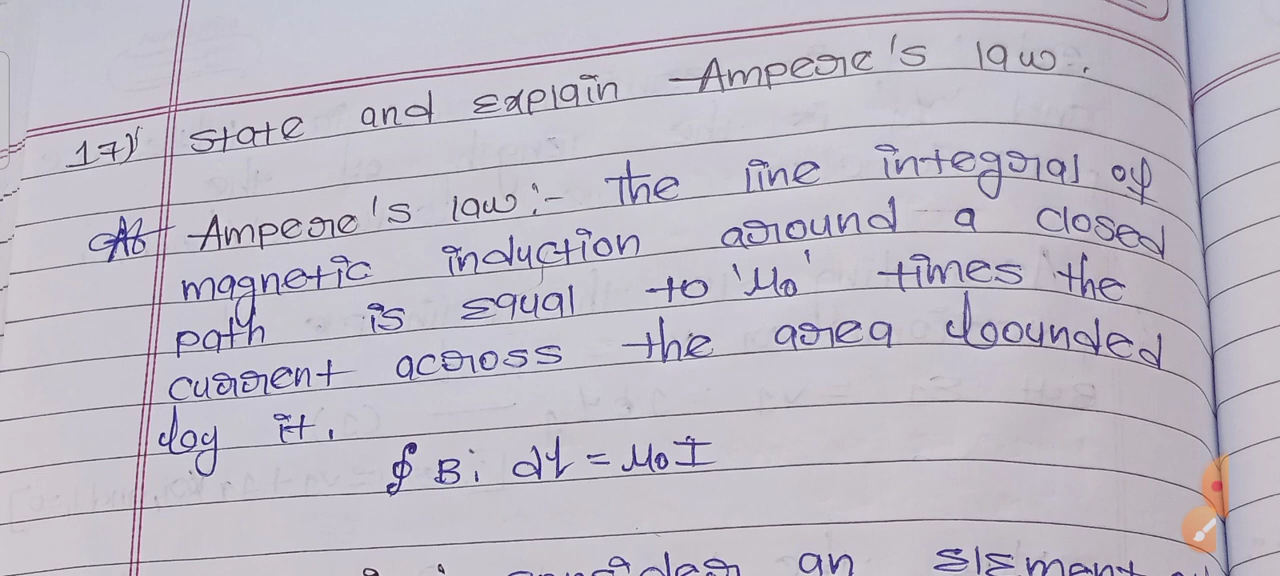 17) State and Explain Ampere's law.
A) Ampere's law:- The line integral of
magnetic induction around a closed
path is equal to 'μ₀' times the
current across the area bounded
by it.
∮ B. dl = μ₀I
an Element